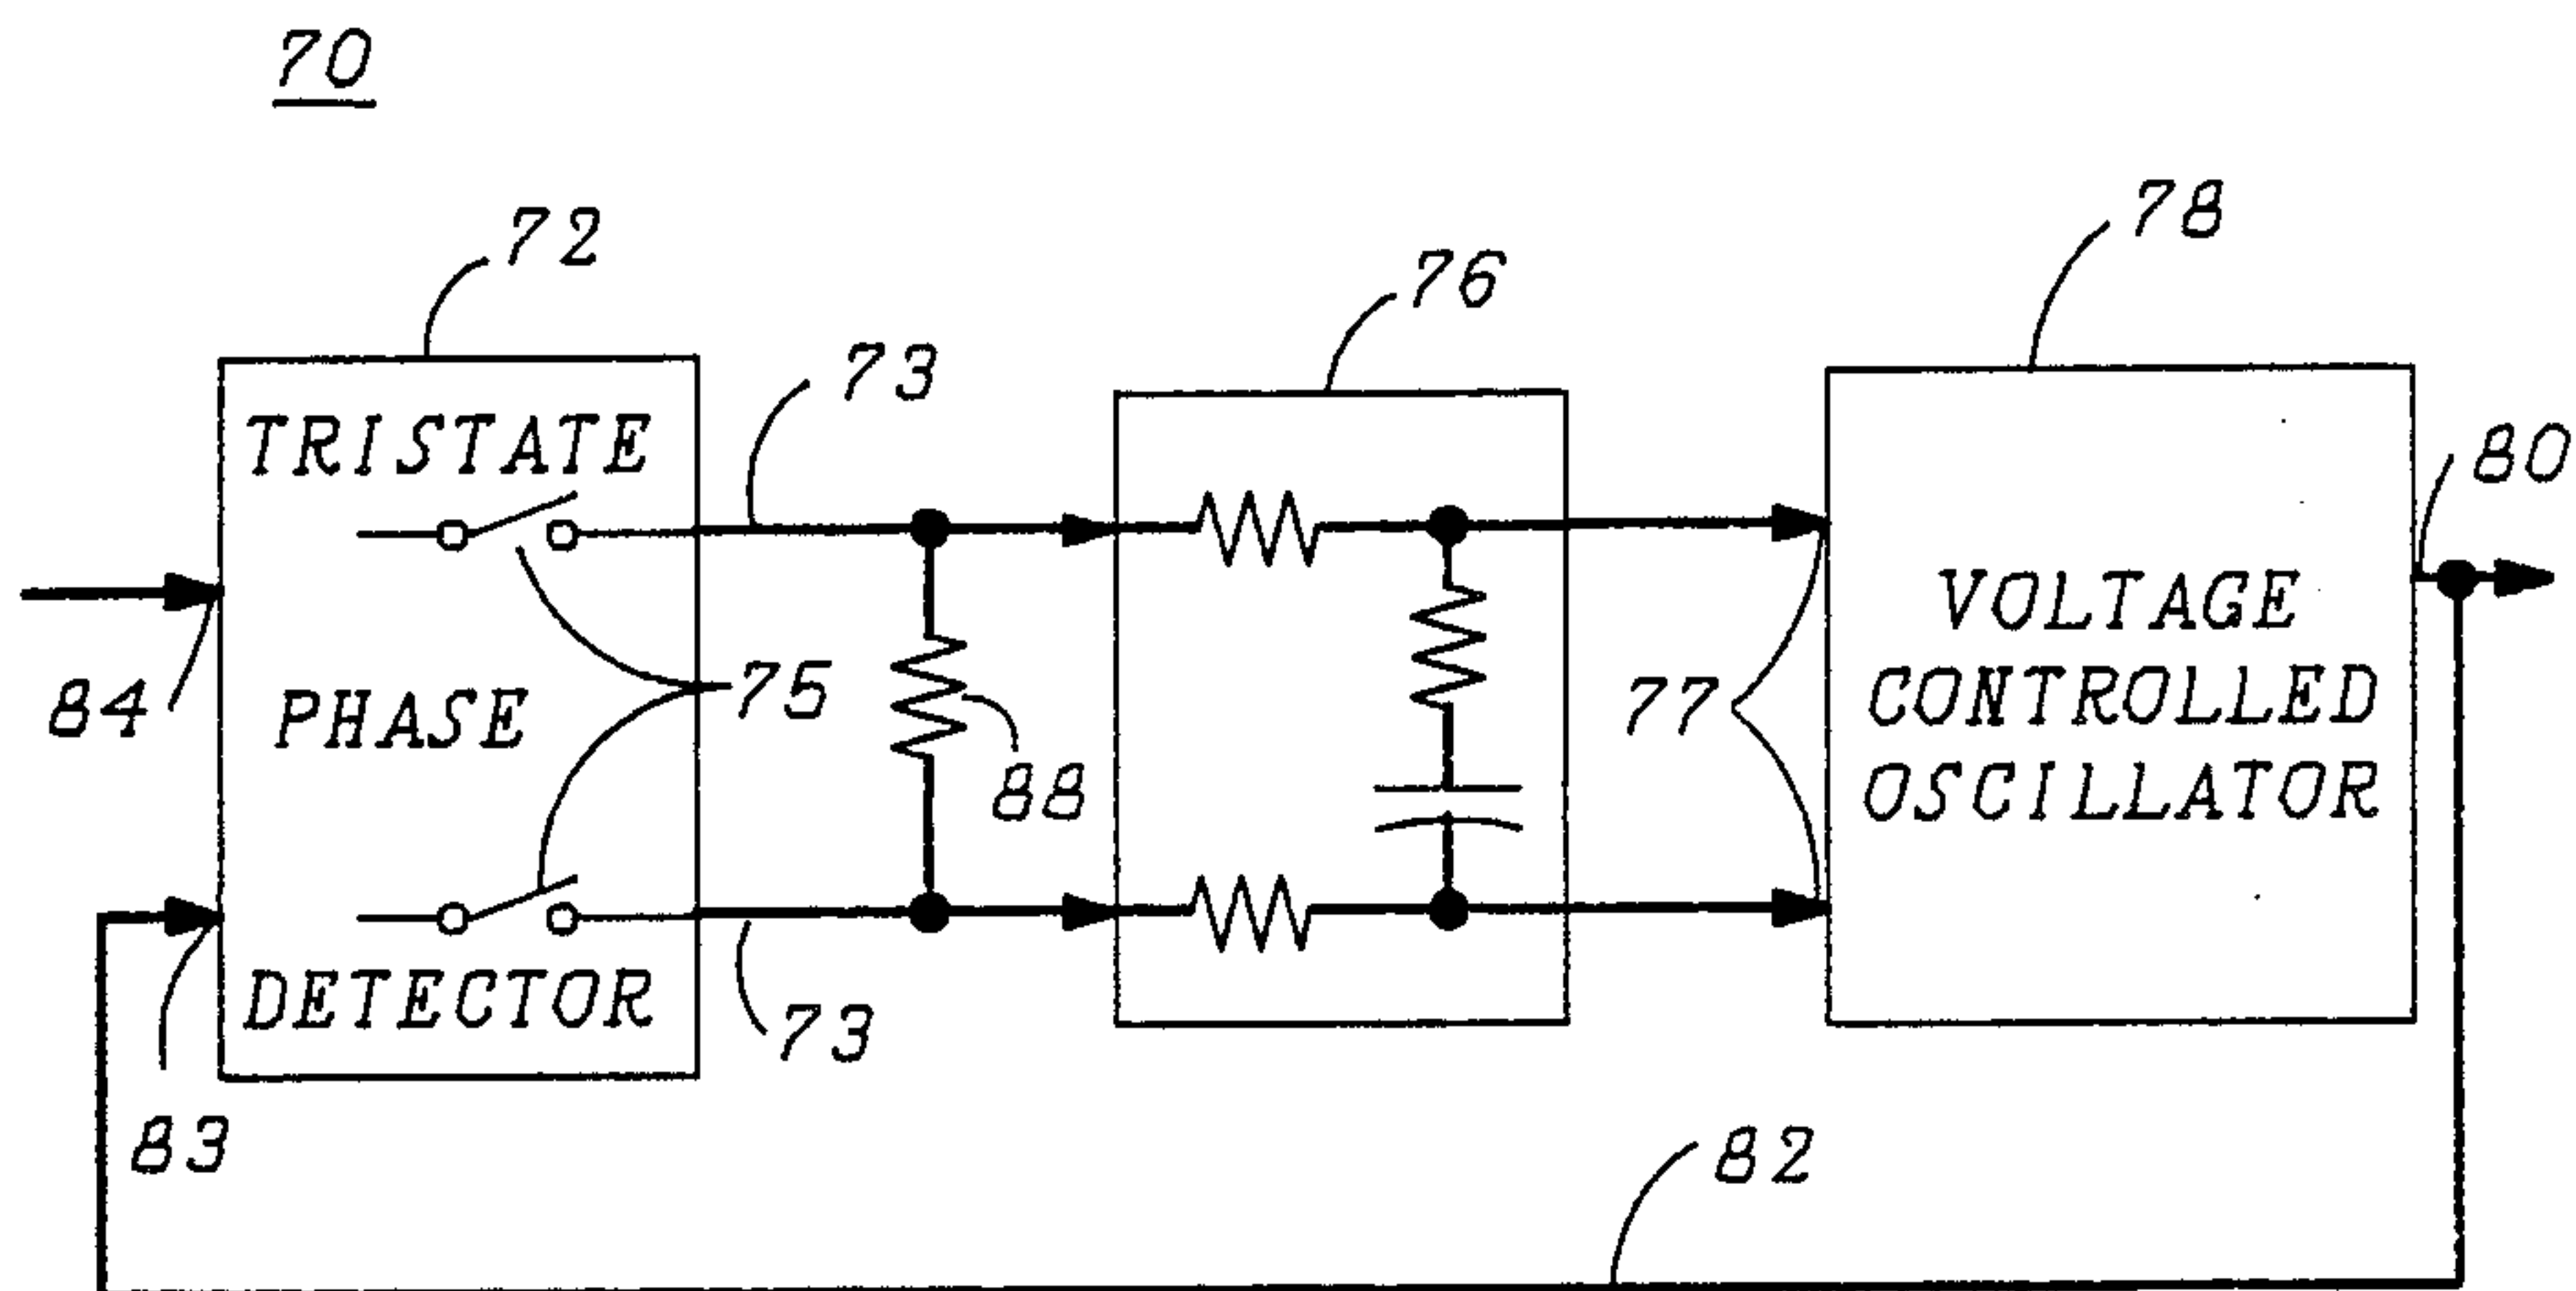 70
72
78
76
73
80
TRISTATE
PHASE
DETECTOR
75
84
88
77
VOLTAGE
CONTROLLED
OSCILLATOR
73
83
82